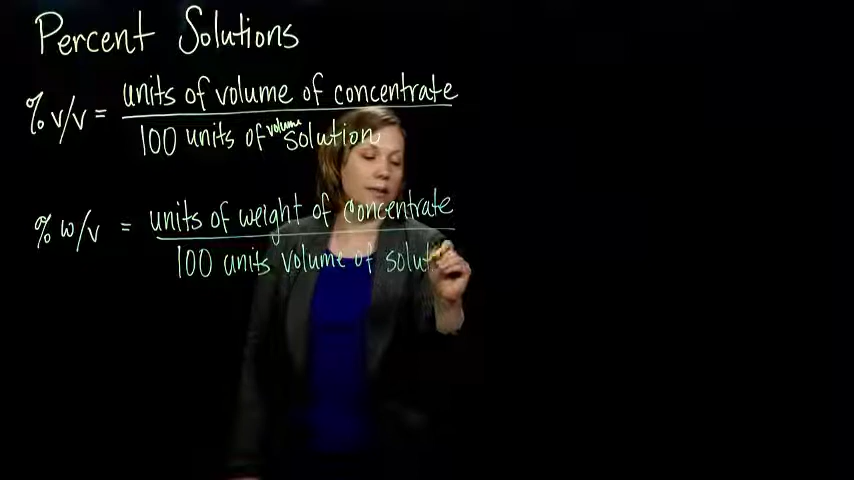 Percent Solutions
% v/v = units of volume of concentrate
100 units of volume solution
% w/v = units of weight of concentrate
100 units volume of